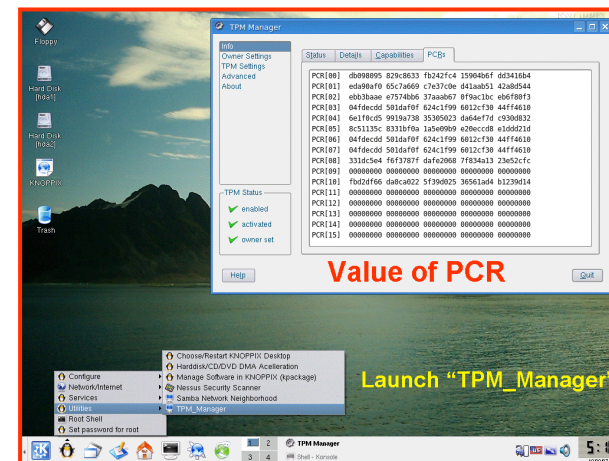 Floppy
Hard Disk
[hda1]
Hard Disk
[hda2]
KNOPPIX
Trash
TPM Manager
Info
Owner Settings
TPM Settings
Advanced
About
Status Details Capabilities PCRs
PCR[00] db098095 829c8633 fb242fc4 15904b6f dd3416b4
PCR[01] eda90af0 65c7a669 c7e37c0e d41aab51 42a8d544
PCR[02] ebb3baae e7574bb6 37aaab67 0f9ac1bc eb6f80f3
PCR[03] 04fdecdd 501daf0f 624c1f99 6012cf30 44ff4610
PCR[04] 6e1f0cd5 9919a738 35305023 da64ef7d c930d832
PCR[05] 8c51135c 8331bf0a 1a5e09b9 e20eccd8 e1ddd21d
PCR[06] 04fdecdd 501daf0f 624c1f99 6012cf30 44ff4610
PCR[07] 04fdecdd 501daf0f 624c1f99 6012cf30 44ff4610
PCR[08] 331dc5e4 f6f3787f dafe2068 7f834a13 23e52cfc
PCR[09] 00000000 00000000 00000000 00000000 00000000
PCR[10] fbd2df66 da8ca022 5f39d025 36561ad4 b1239d14
PCR[11] 00000000 00000000 00000000 00000000 00000000
PCR[12] 00000000 00000000 00000000 00000000 00000000
PCR[13] 00000000 00000000 00000000 00000000 00000000
PCR[14] 00000000 00000000 00000000 00000000 00000000
PCR[15] 00000000 00000000 00000000 00000000 00000000
TPM Status
enabled
activated
owner set
Help
Value of PCR
Quit
Choose/Restart KNOPPIX Desktop
Harddisk/CD/DVD DMA Acelleration
Manage Software in KNOPPIX (kpackage)
Nessus Security Scanner
Samba Network Neighborhood
TPM_Manager
Configure
Network/Internet
Services
Utilities
Root Shell
Set password for root
Launch "TPM_Manager"
1 2
3 4
TPM Manager
Shell - Konsole
US